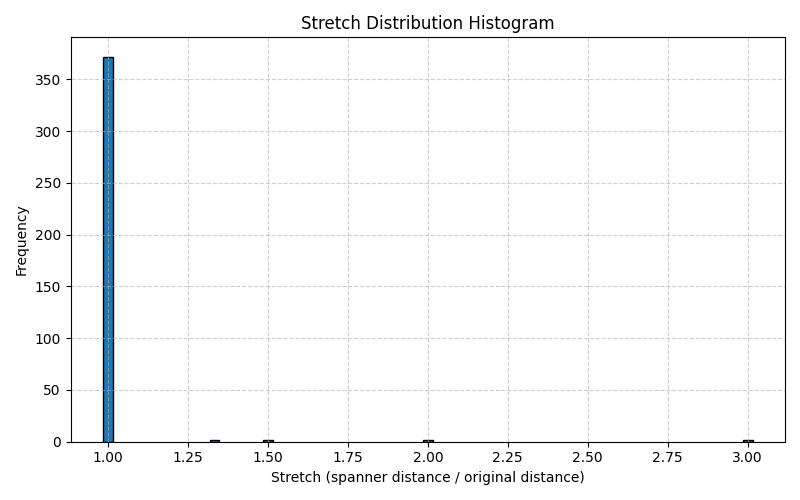 Stretch Distribution Histogram
Frequency
350
300
250
200
150
100
50
0
1.00 1.25 1.50 1.75 2.00 2.25 2.50 2.75 3.00
Stretch (spanner distance / original distance)